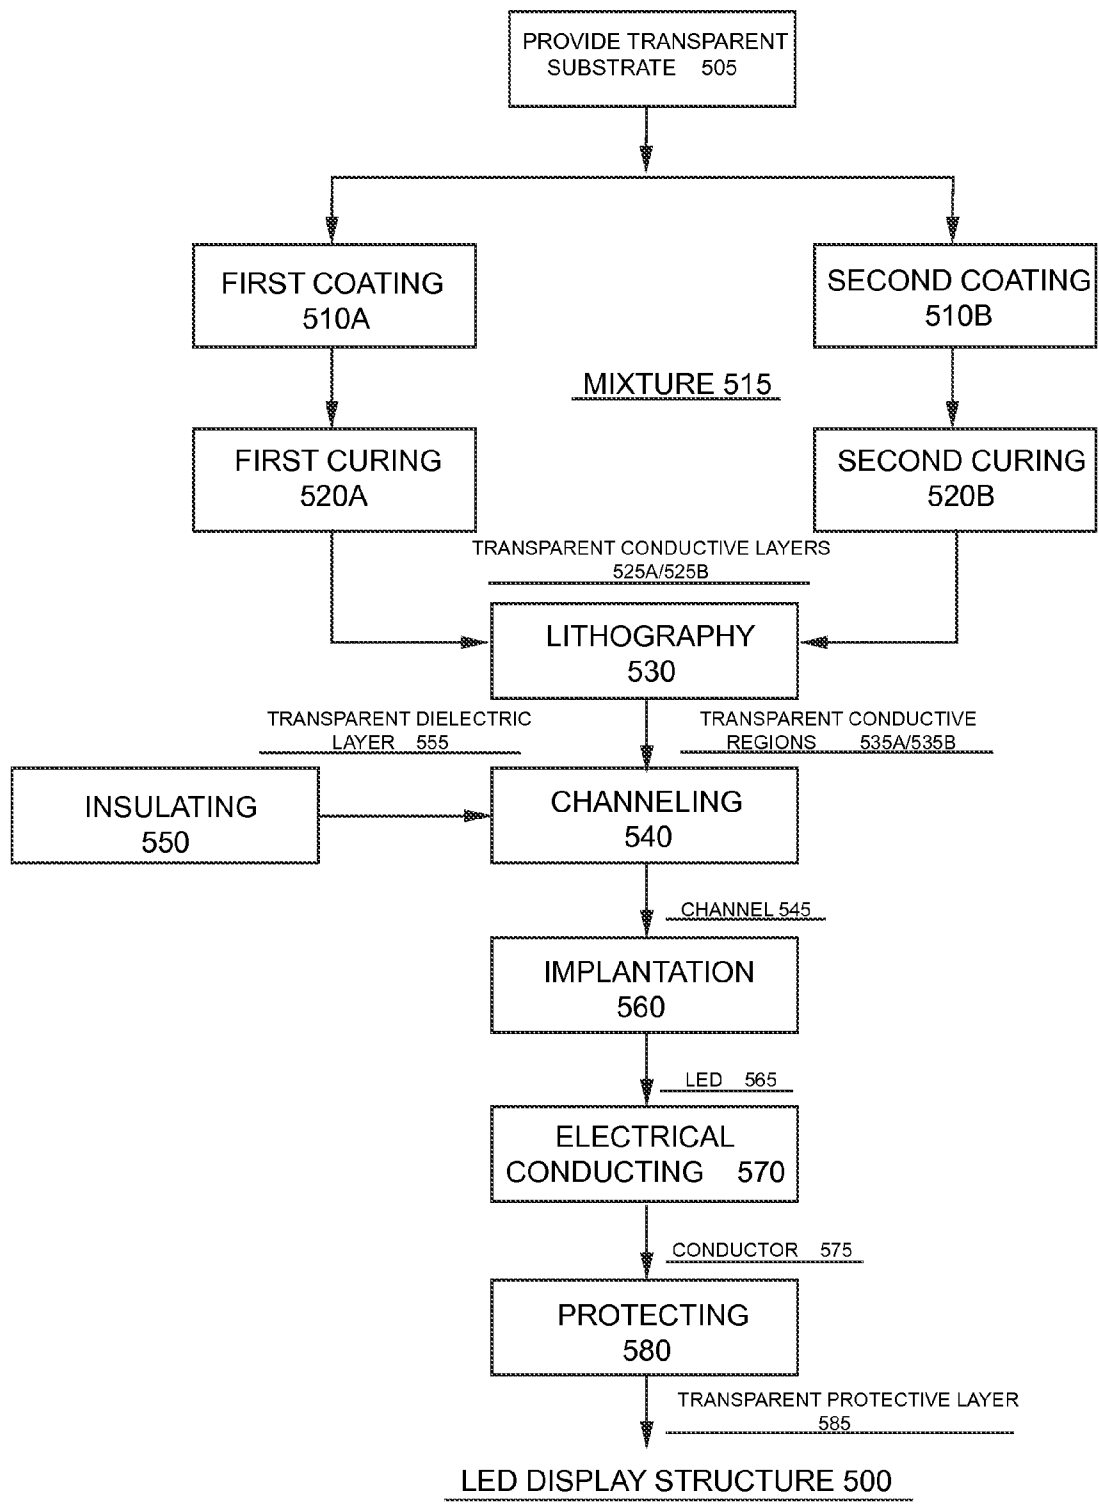 PROVIDE TRANSPARENT
SUBSTRATE 505
FIRST COATING
510A
SECOND COATING
510B
MIXTURE 515
FIRST CURING
520A
SECOND CURING
520B
TRANSPARENT CONDUCTIVE LAYERS
525A/525B
LITHOGRAPHY
530
TRANSPARENT DIELECTRIC
LAYER 555
TRANSPARENT CONDUCTIVE
REGIONS 535A/535B
INSULATING
550
CHANNELING
540
CHANNEL 545
IMPLANTATION
560
LED 565
ELECTRICAL
CONDUCTING 570
CONDUCTOR 575
PROTECTING
580
TRANSPARENT PROTECTIVE LAYER
585
LED DISPLAY STRUCTURE 500